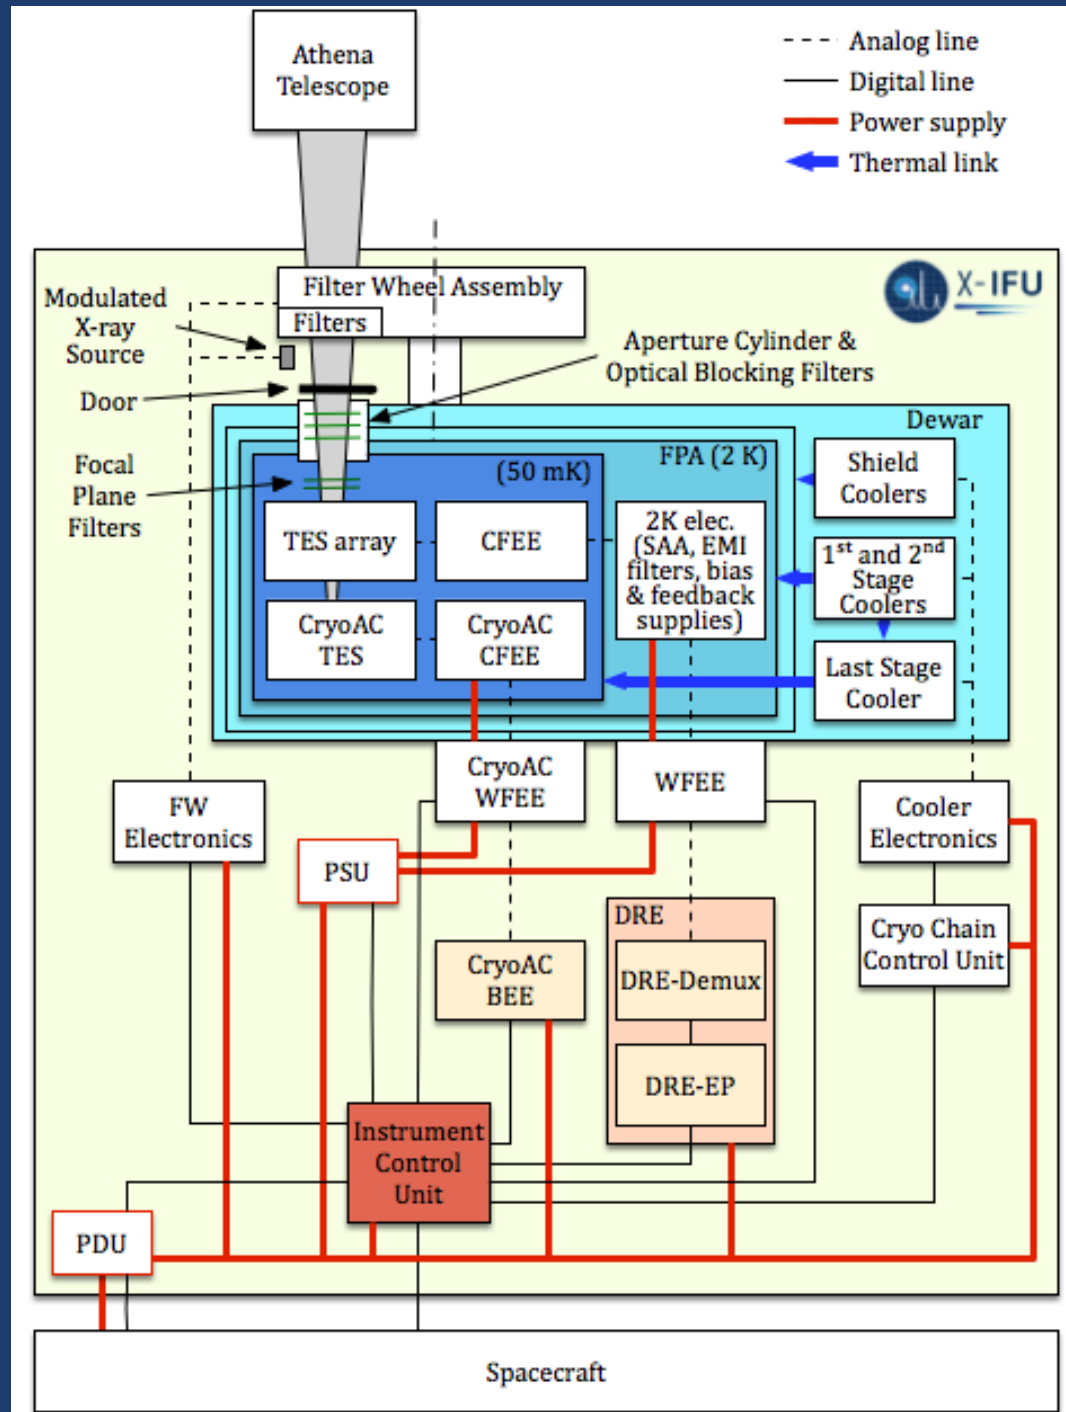 Athena
Telescope
Analog line
Digital line
Power supply
Thermal link
X-IFU
Modulated
X-ray
Source
Filter Wheel Assembly
Filters
Aperture Cylinder &
Optical Blocking Filters
Door
Dewar
Focal
Plane
Filters
(50 mK)
FPA (2 K)
Shield
Coolers
TES array
CFEE
2K elec.
(SAA, EMI
filters, bias
& feedback
supplies)
1st and 2nd
Stage
Coolers
CryoAC
TES
CryoAC
CFEE
Last Stage
Cooler
CryoAC
WFEE
WFEE
FW
Electronics
Cooler
Electronics
PSU
DRE
Cryo Chain
Control Unit
CryoAC
BEE
DRE-Demux
DRE-EP
Instrument
Control
Unit
PDU
Spacecraft